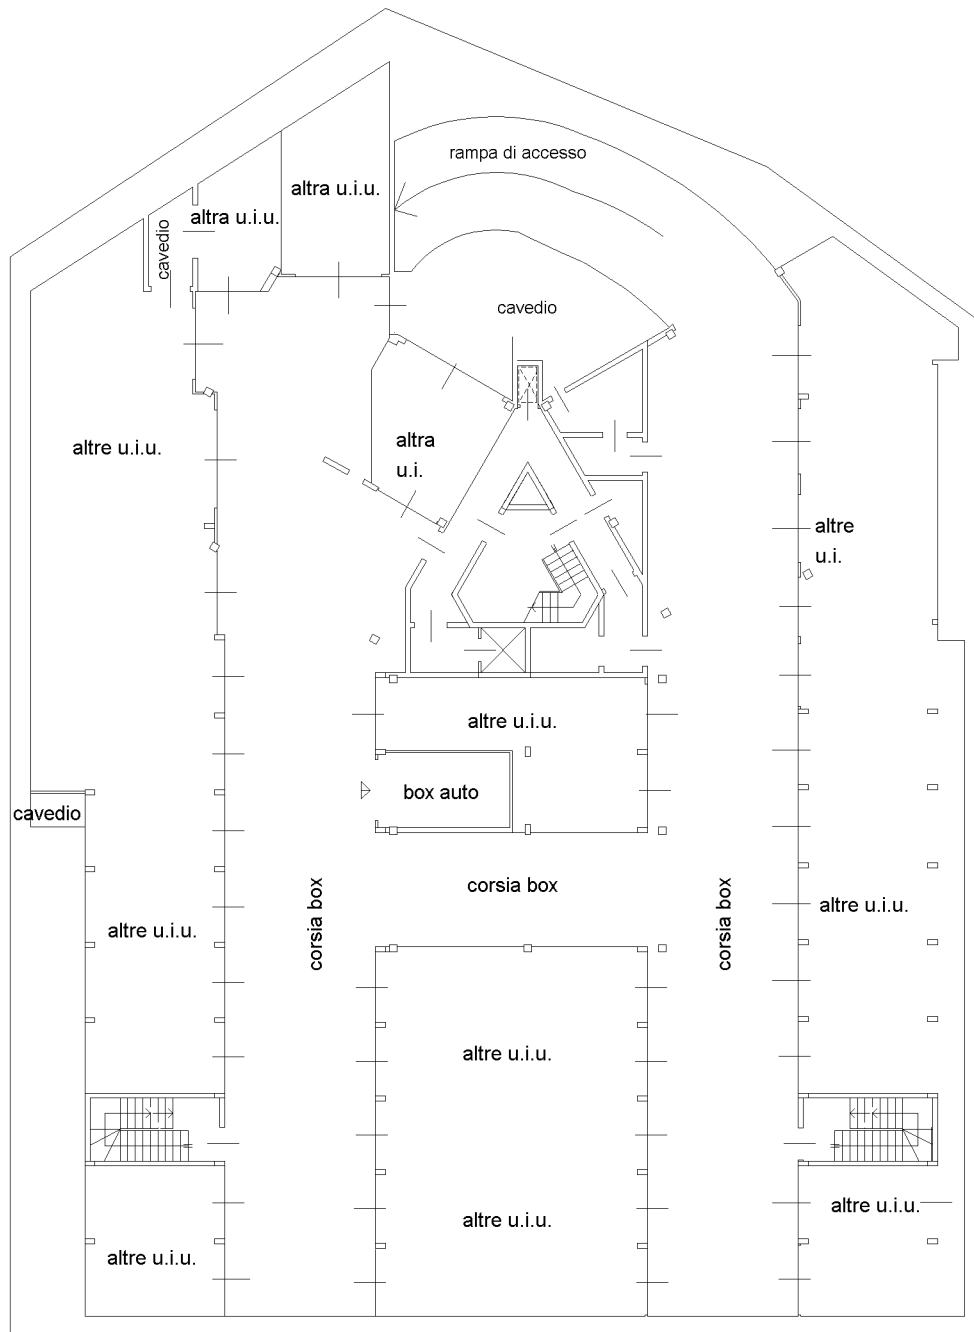 rampa di accesso
altra u.i.u.
altra u.i.u.
cavedio
cavedio
altre u.i.u.
altra
u.i.
altre
u.i.
altre u.i.u.
box auto
cavedio
corsia box
corsia box
corsia box
altre u.i.u.
altre u.i.u.
altre u.i.u.
altre u.i.u.
altre u.i.u.
altre u.i.u.